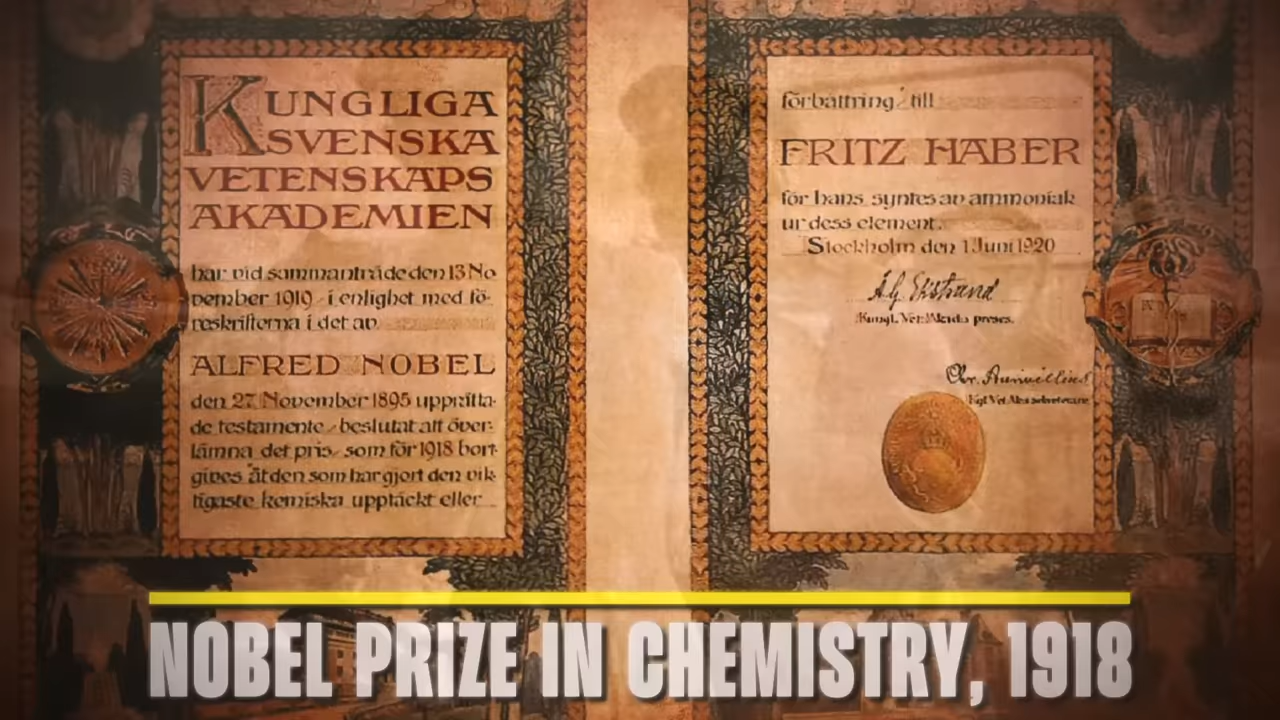 KUNGLIGA
SVENSKA
VETENSKAPS
AKADEMIEN
har vid sammanträde den 13 No
vember 1919 i enlighet med fö-
reskrifterna i det av
ALFRED NOBEL
den 27 November 1895 upprätta-
de testamente beslutat att över-
lämna det pris, som för 1918 bort-
gives åt den som har gjort den vik-
tigaste kemiska upptäckt eller
förbättring, till
FRITZ HABER
för hans syntes av ammoniak
ur dess element.
Stockholm den 1 Juni 1920
Å. G. Ekstrand
Kungl. Vet. Akad:s preses.
Kgl. Vet. Akas sekreterare.
NOBEL PRIZE IN CHEMISTRY, 1918